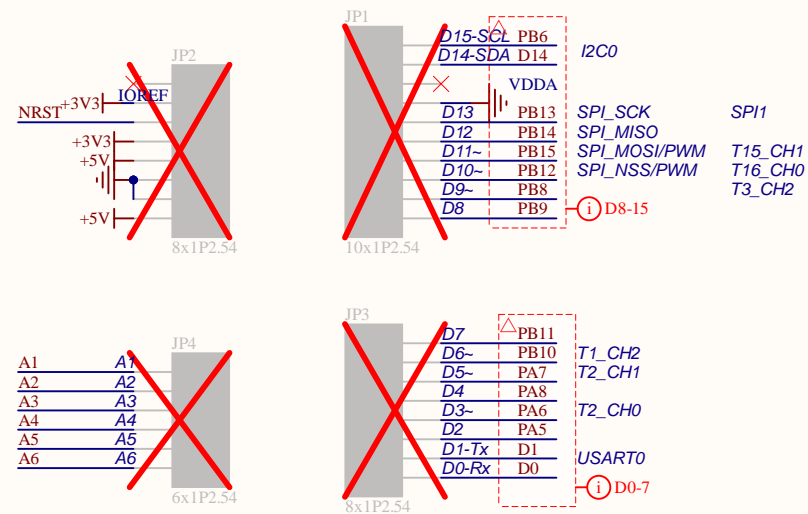 JP2
IOREF
+3V3
NRST
+3V3
+5V
+5V
8x1P2.54
JP1
D15-SCL PB6
D14-SDA D14 I2C0
VDDA
D13 PB13 SPI_SCK SPI1
D12 PB14 SPI_MISO
D11~ PB15 SPI_MOSI/PWM T15_CH1
D10~ PB12 SPI_NSS/PWM T16_CH0
D9~ PB8 T3_CH2
D8 PB9
i D8-15
10x1P2.54
JP4
A1 A1
A2 A2
A3 A3
A4 A4
A5 A5
A6 A6
6x1P2.54
JP3
D7 PB11
D6~ PB10 T1_CH2
D5~ PA7 T2_CH1
D4 PA8
D3~ PA6 T2_CH0
D2 PA5
D1-Tx D1 USART0
D0-Rx D0
i D0-7
8x1P2.54